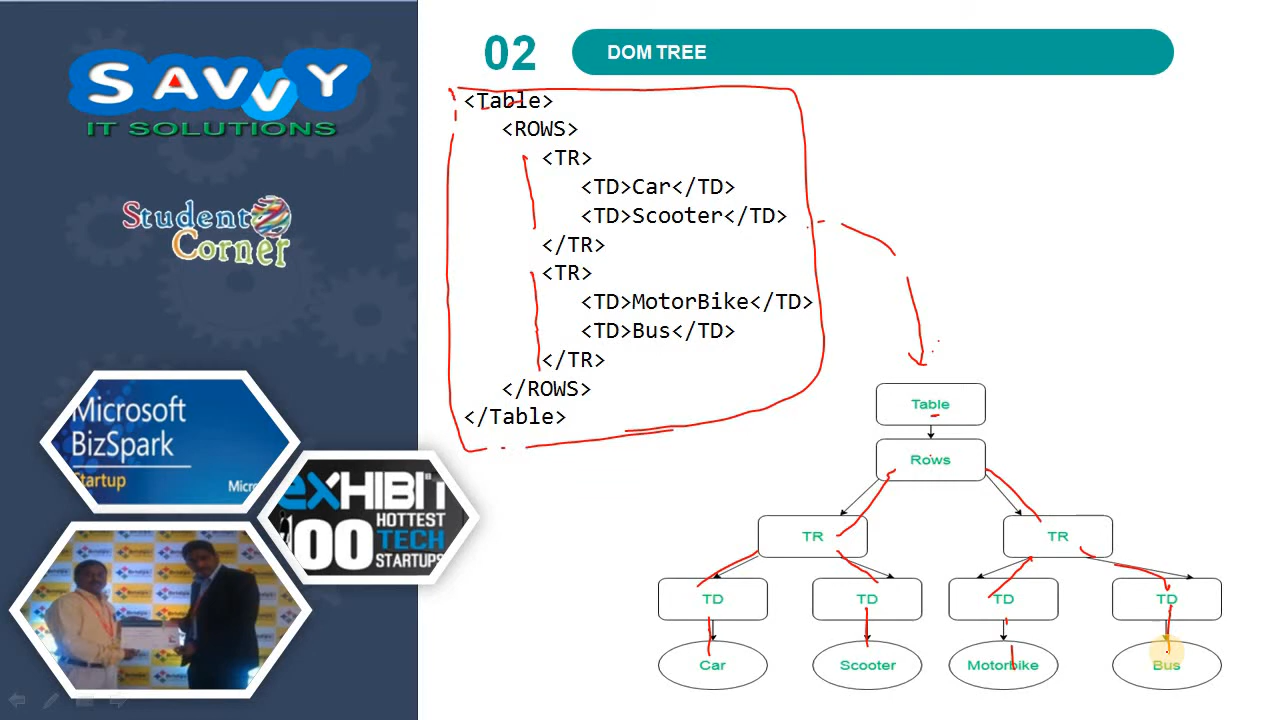 SAVVY
IT SOLUTIONS
Student
Corner
Microsoft
BizSpark
Startup
Micr
eXHIBIT
100
HOTTEST
TECH
STARTUPS
02
DOM TREE
<Table>
<ROWS>
<TR>
<TD>Car</TD>
<TD>Scooter</TD>
</TR>
<TR>
<TD>MotorBike</TD>
<TD>Bus</TD>
</TR>
</ROWS>
</Table>
Table
Rows
TR TR
TD TD TD TD
Car Scooter Motorbike Bus